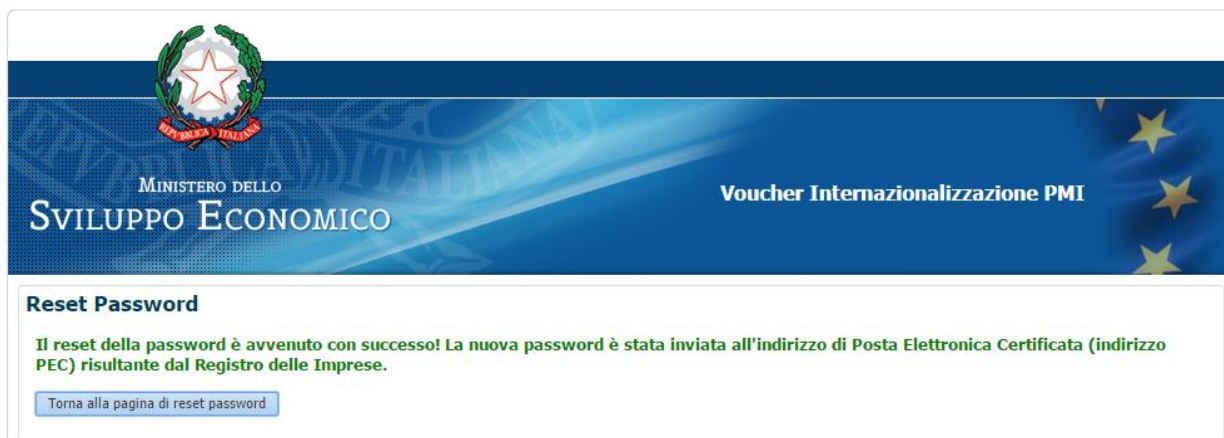 REPVBBLICA ITALIANA
REPVBBLICA ITALIANA
MINISTERO DELLO
SVILUPPO ECONOMICO
Voucher Internazionalizzazione PMI
Reset Password
Il reset della password è avvenuto con successo! La nuova password è stata inviata all'indirizzo di Posta Elettronica Certificata (indirizzo
PEC) risultante dal Registro delle Imprese.
Torna alla pagina di reset password